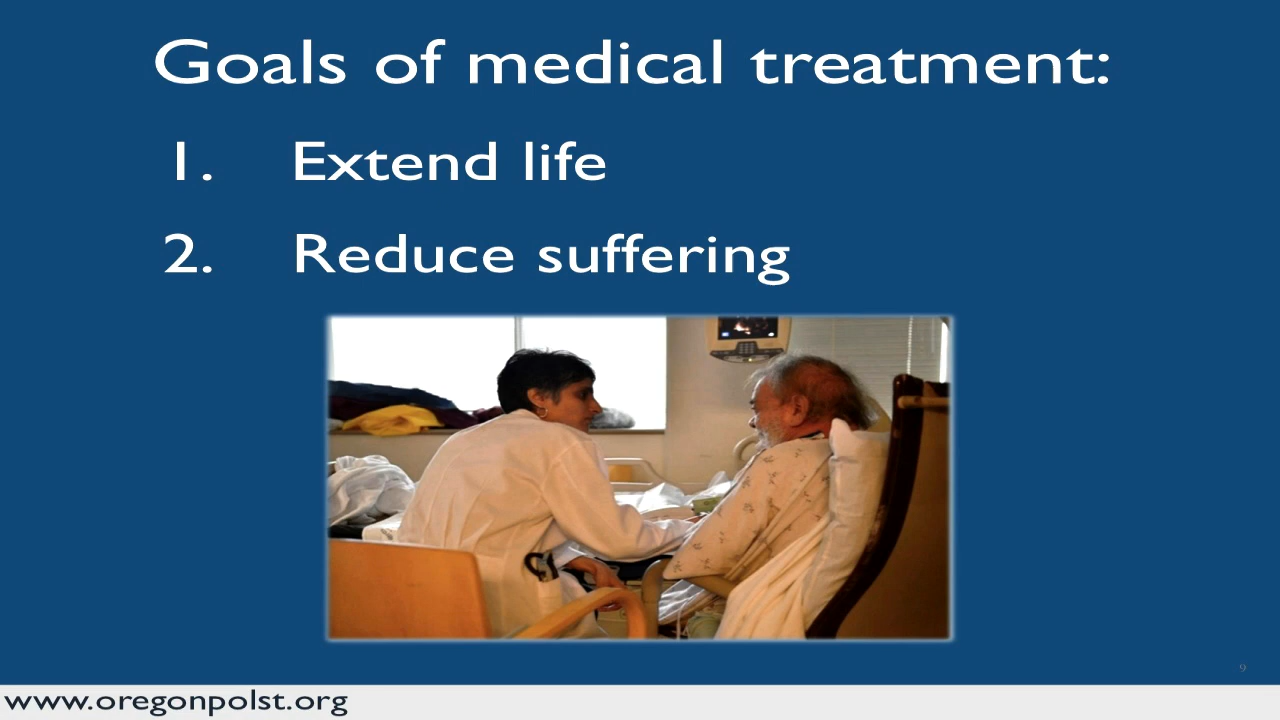 Goals of medical treatment:
1. Extend life
2. Reduce suffering
9
www.oregonpolst.org